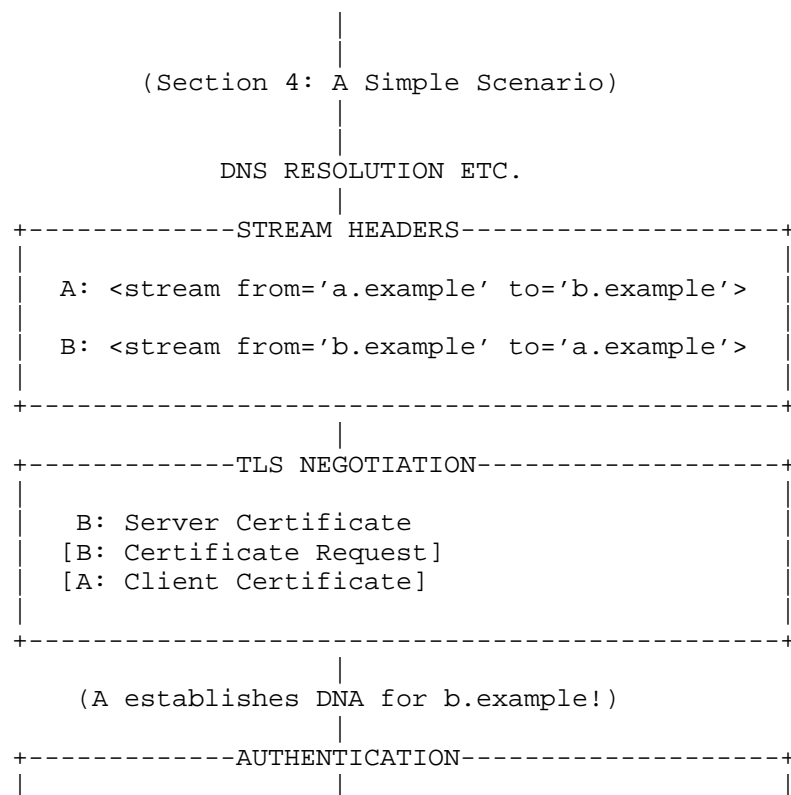 |
|
(Section 4: A Simple Scenario)
|
|
DNS RESOLUTION ETC.
|
+-------------STREAM HEADERS--------------------+
|                                               |
|  A: <stream from=’a.example’ to=’b.example’>  |
|                                               |
|  B: <stream from=’b.example’ to=’a.example’>  |
|                                               |
+-----------------------------------------------+
|
+-------------TLS NEGOTIATION-------------------+
|                                               |
|   B: Server Certificate                       |
|  [B: Certificate Request]                     |
|  [A: Client Certificate]                      |
|                                               |
+-----------------------------------------------+
|
(A establishes DNA for b.example!)
|
+-------------AUTHENTICATION--------------------+
|                   |                           |